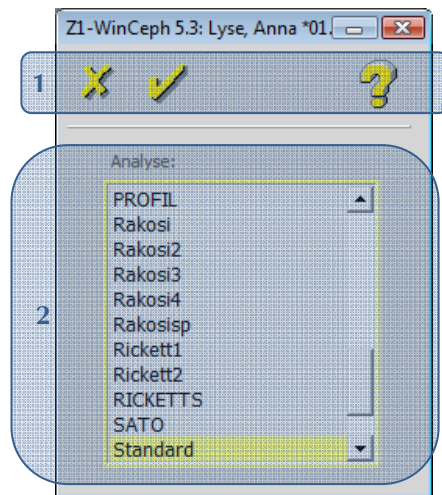 Z1-WinCeph 5.3: Lyse, Anna *01.
1
Analyse:
PROFIL
Rakosi
Rakosi2
Rakosi3
Rakosi4
Rakosisp
Rickett1
Rickett2
RICKETTS
SATO
Standard
2